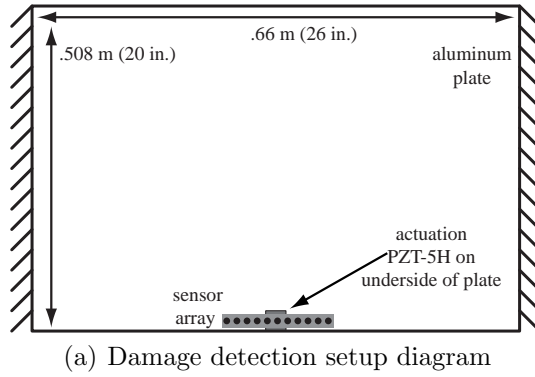 .66 m (26 in.)
.508 m (20 in.)
aluminum
plate
actuation
PZT-5H on
underside of plate
sensor
array
(a) Damage detection setup diagram